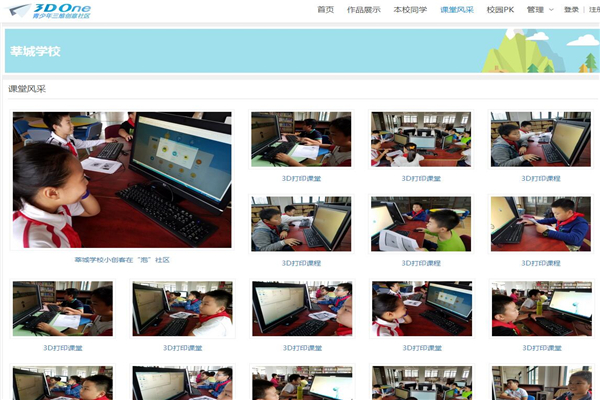 3D One
青少年三维创客社区
首页 作品展示 本校同学 课堂风采 校园PK 管理 登录 | 注册
莘城学校
课堂风采
3D打印课堂 3D打印课堂 3D打印课程
莘城学校小创客在“泡”社区 3D打印课程 3D打印课堂 3D打印课程
3D打印课堂 3D打印课堂 3D打印课堂 3D打印课堂 3D打印课堂